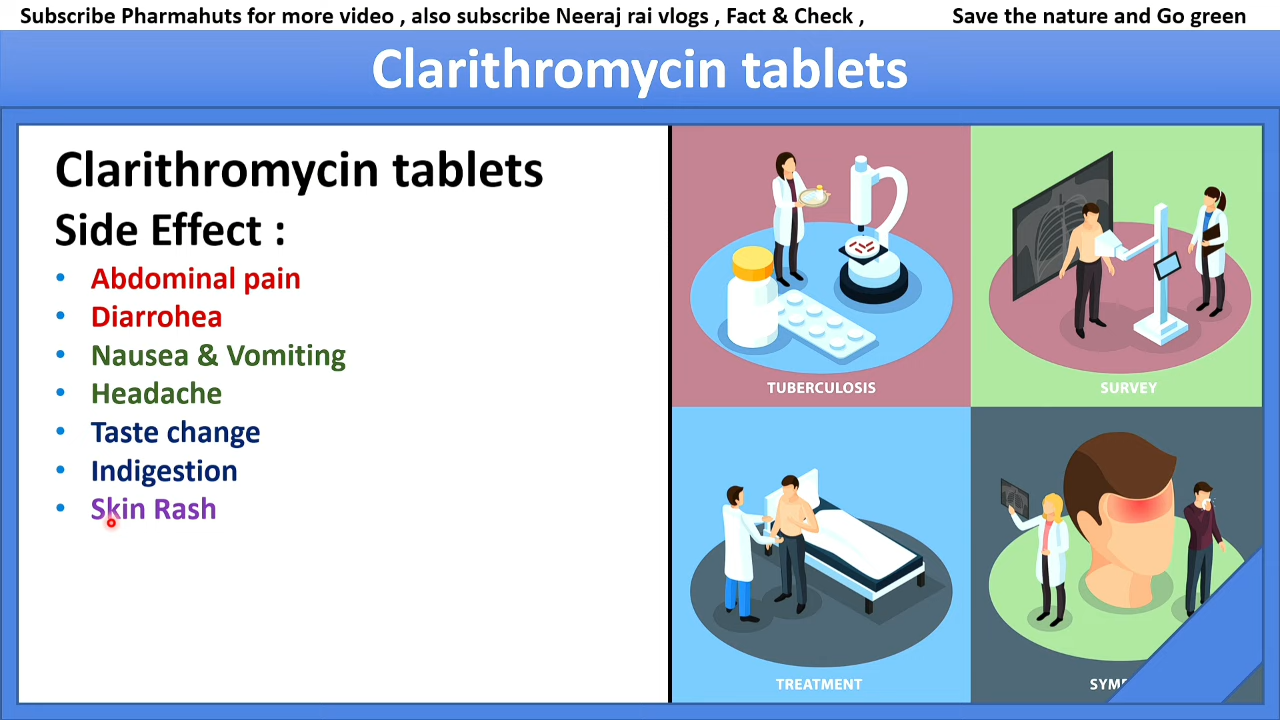 Subscribe Pharmahuts for more video , also subscribe Neeraj rai vlogs , Fact & Check , Save the nature and Go green
Clarithromycin tablets
Clarithromycin tablets
Side Effect :
• Abdominal pain
• Diarrohea
• Nausea & Vomiting
• Headache
• Taste change
• Indigestion
• Skin Rash
TUBERCULOSIS
SURVEY
TREATMENT